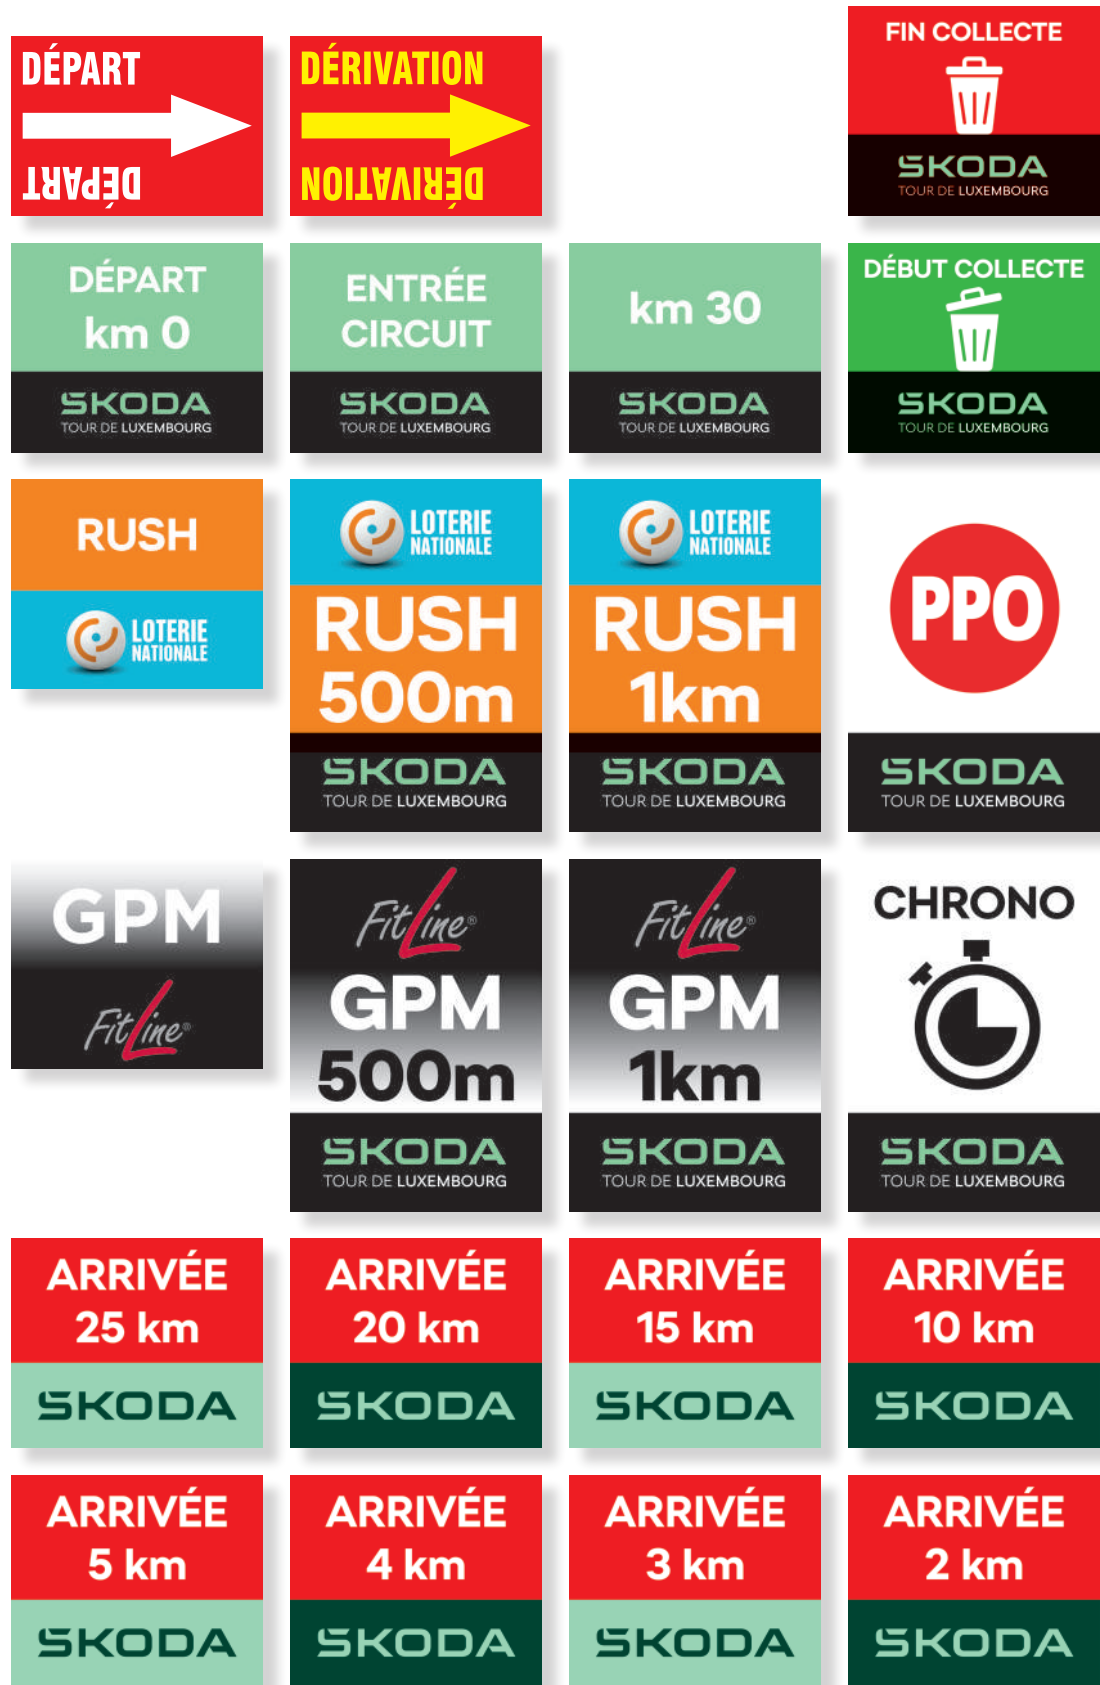 DÉPART
DÉPART
DÉRIVATION
DÉRIVATION
FIN COLLECTE
SKODA
TOUR DE LUXEMBOURG
DÉPART
km 0
SKODA
TOUR DE LUXEMBOURG
ENTRÉE
CIRCUIT
SKODA
TOUR DE LUXEMBOURG
km 30
SKODA
TOUR DE LUXEMBOURG
DÉBUT COLLECTE
SKODA
TOUR DE LUXEMBOURG
RUSH
LOTERIE
NATIONALE
LOTERIE
NATIONALE
RUSH
500m
SKODA
TOUR DE LUXEMBOURG
LOTERIE
NATIONALE
RUSH
1km
SKODA
TOUR DE LUXEMBOURG
PPO
SKODA
TOUR DE LUXEMBOURG
GPM
FitLine®
FitLine®
GPM
500m
SKODA
TOUR DE LUXEMBOURG
FitLine®
GPM
1km
SKODA
TOUR DE LUXEMBOURG
CHRONO
SKODA
TOUR DE LUXEMBOURG
ARRIVÉE
25 km
SKODA
ARRIVÉE
20 km
SKODA
ARRIVÉE
15 km
SKODA
ARRIVÉE
10 km
SKODA
ARRIVÉE
5 km
SKODA
ARRIVÉE
4 km
SKODA
ARRIVÉE
3 km
SKODA
ARRIVÉE
2 km
SKODA